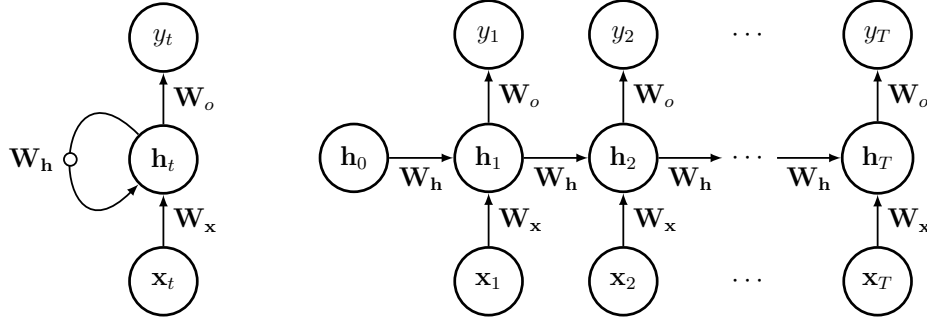 y_t y_1 y_2 ⋯ y_T
W_o W_o W_o W_o
W_h h_t h_0 h_1 h_2 ⋯ h_T
W_h W_h W_h W_h
W_x W_x W_x W_x
x_t x_1 x_2 ⋯ x_T